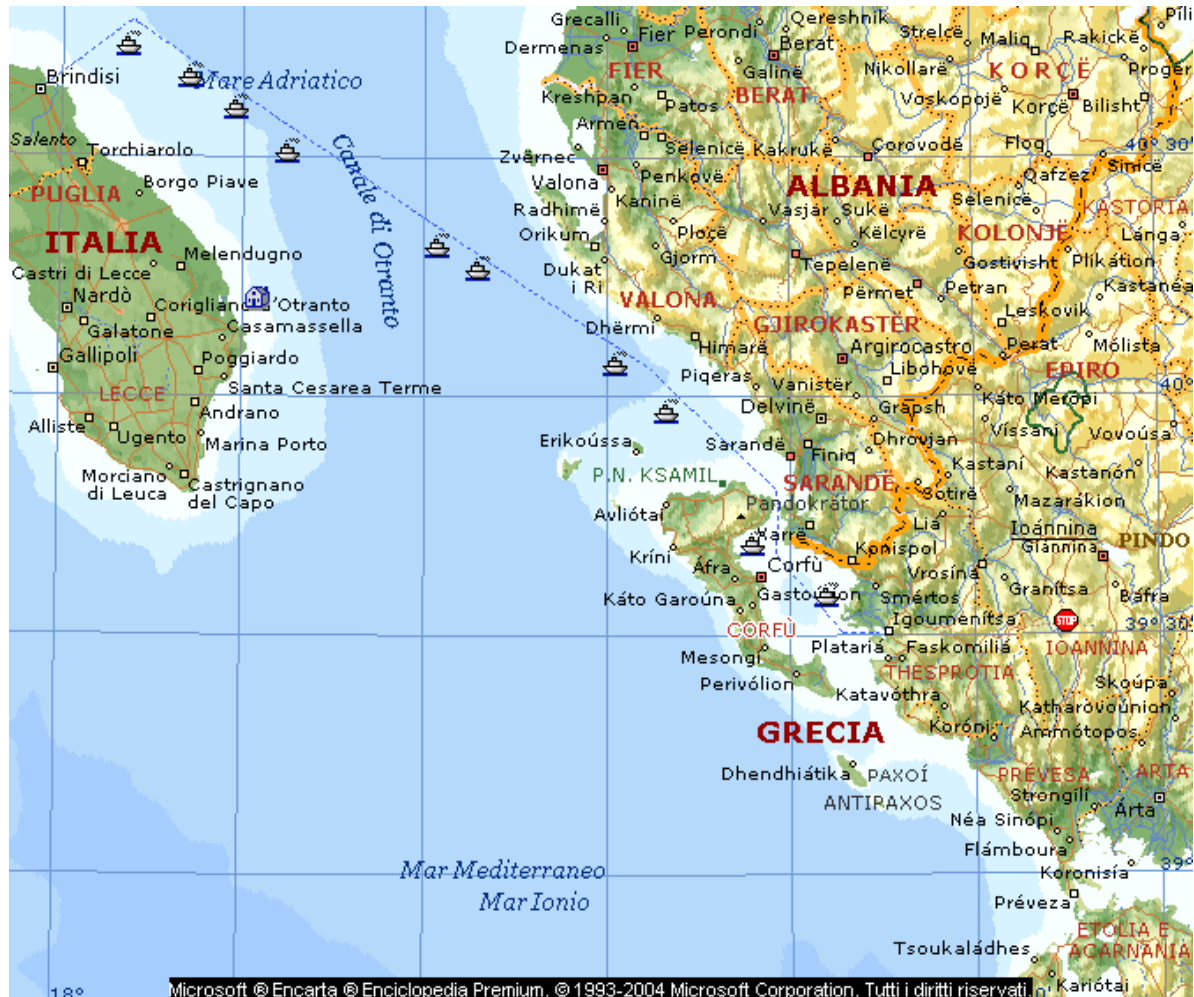 Grecalli
Fier
Perondi
Qereshnik
Strelcë
Maliq
Rakickë
Dermenas
Berat
Progër
FIER
Galinë
Nikollarë
KORÇË
Brindisi
Mare Adriatico
Kreshpan
Patos
BERAT
Voskopojë
Korçë
Bilisht
Armen
Salento
Torchiarolo
Canale di Otranto
Zvërnec
Selenicë
Kakrukë
Çorovodë
Floq
40° 30'
Sinicë
PUGLIA
Borgo Piave
Valona
Penkovë
ALBANIA
Qafzez
Kaninë
Selenicë
KASTORIA
Radhimë
Vasjar
Sukë
ITALIA
Melendugno
Orikum
Ploçë
Këlcyrë
KOLONJË
Langa
Castri di Lecce
Dukat
i Ri
Gjorm
Tepelenë
Gostivisht
Plikátion
Nardò
Corigliano
Otranto
VALONA
Përmet
Petran
Kastanéa
Galatone
Casamassella
Dhërmi
GJIROKASTËR
Leskovik
Gallipoli
Poggiardo
Himarë
Argirocastro
Perat
Mólista
LECCE
Santa Cesarea Terme
Piqeras
Vanistër
Libohovë
EPIRO
40°
Andrano
Delvinë
Grapsh
Káto Meropi
Alliste
Ugento
Marina Porto
Erikoússa
Sarandë
Finiq
Dhrovjan
Víssani
Vovoúsa
Morciano
di Leuca
Castrignano
del Capo
P.N. KSAMIL
SARANDË
Kastaní
Kastanón
Sotirë
Mazarákion
Avliótai
Pandokrátor
Liá
Ioánnina
Giánnina
PINDO
Kríni
Konispol
Áfra
Corfù
Vrosína
Granítsa
Báfra
Káto Garoúna
Smértos
Igoumenítsa
STOP
39° 30'
CORFÙ
Plataria
Faskomiliá
IOANNINA
Mesongí
THESPROTIA
Perivólion
Katavóthra
Skoúpa
Katharovoúnion
GRECIA
Koróni
Ammótopos
Dhendhiátika
PAXOÍ
PRÉVESA
ARTA
ANTIPAXOS
Strongilí
Árta
Néa Sinópi
Flámboura
Mar Mediterraneo
Koronisía
39°
Mar Ionio
Préveza
ETOLIA E
ACARNANIA
Tsoukaládhes
Kariótai
18°
Microsoft ® Encarta ® Enciclopedia Premium. © 1993-2004 Microsoft Corporation. Tutti i diritti riservati.